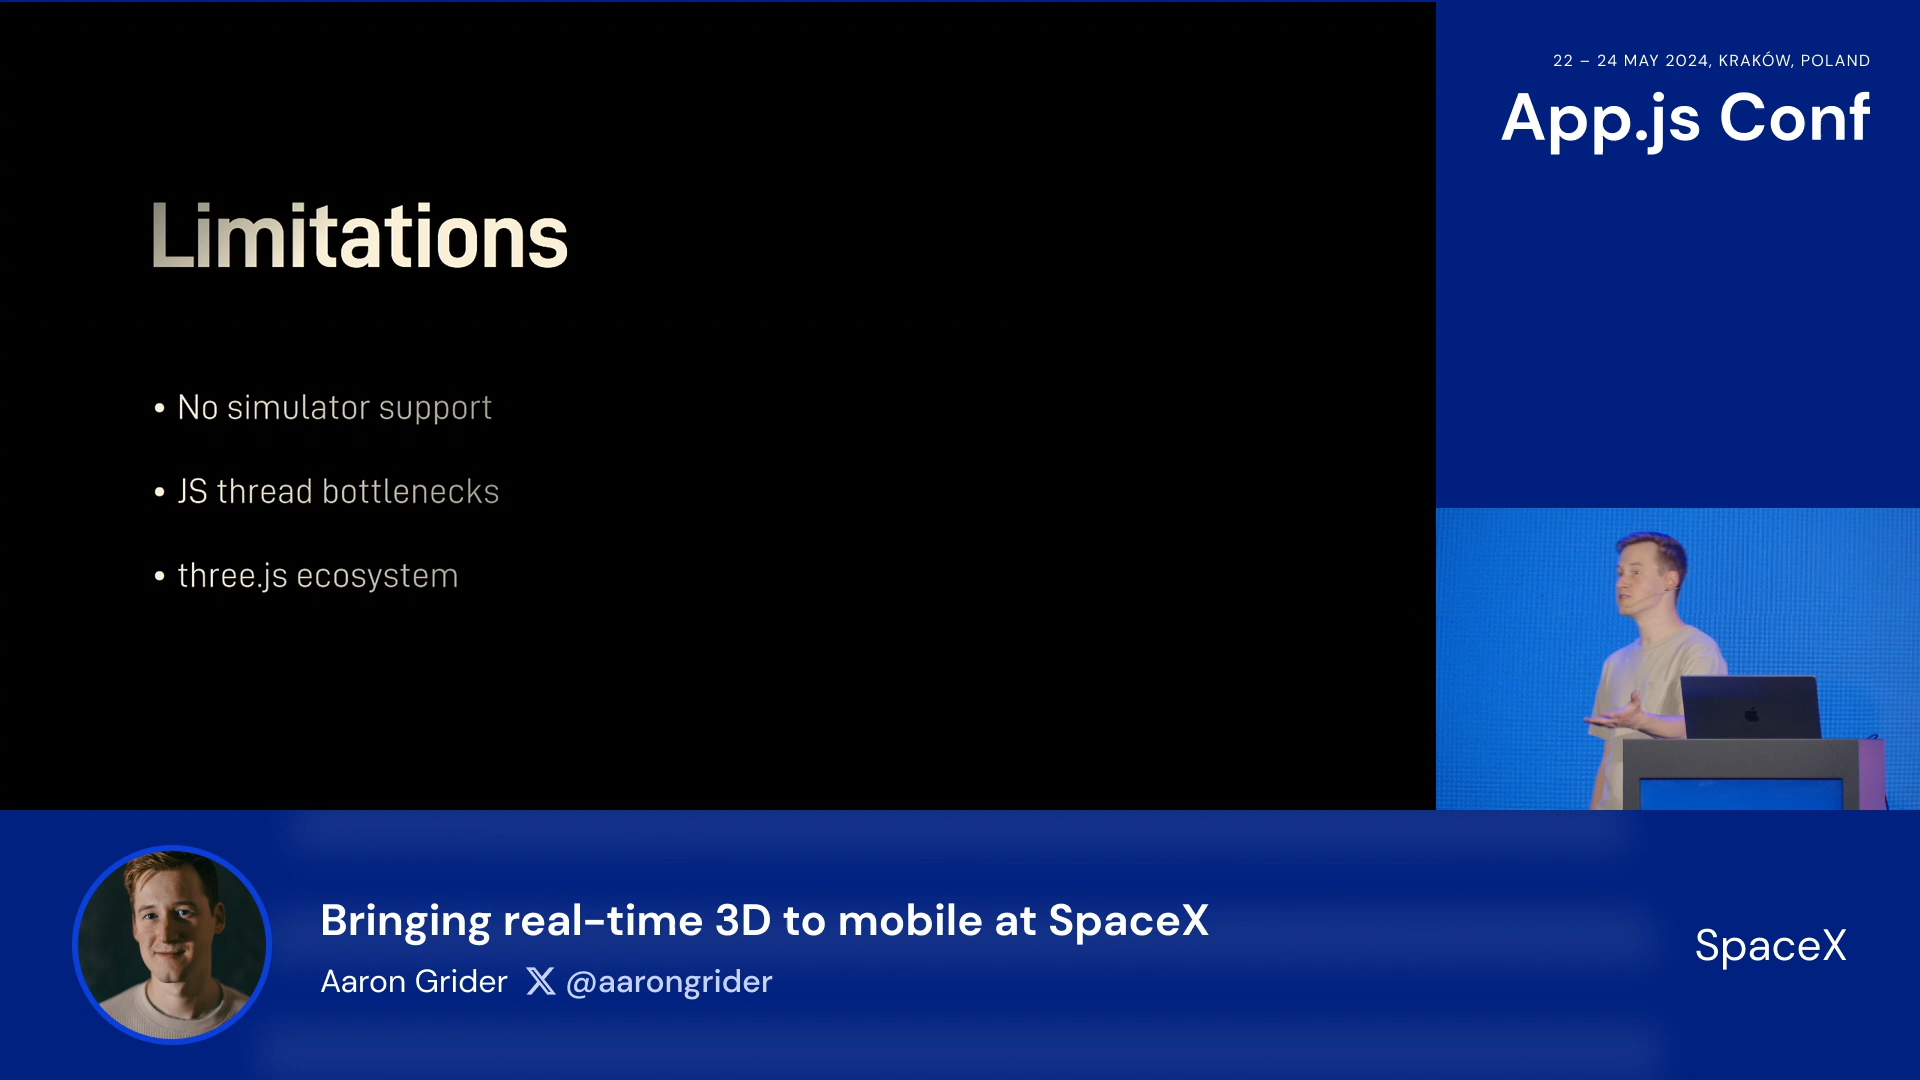 22 – 24 MAY 2024, KRAKÓW, POLAND
App.js Conf
Limitations
• No simulator support
• JS thread bottlenecks
• three.js ecosystem
Bringing real-time 3D to mobile at SpaceX
Aaron Grider X @aarongrider
SpaceX